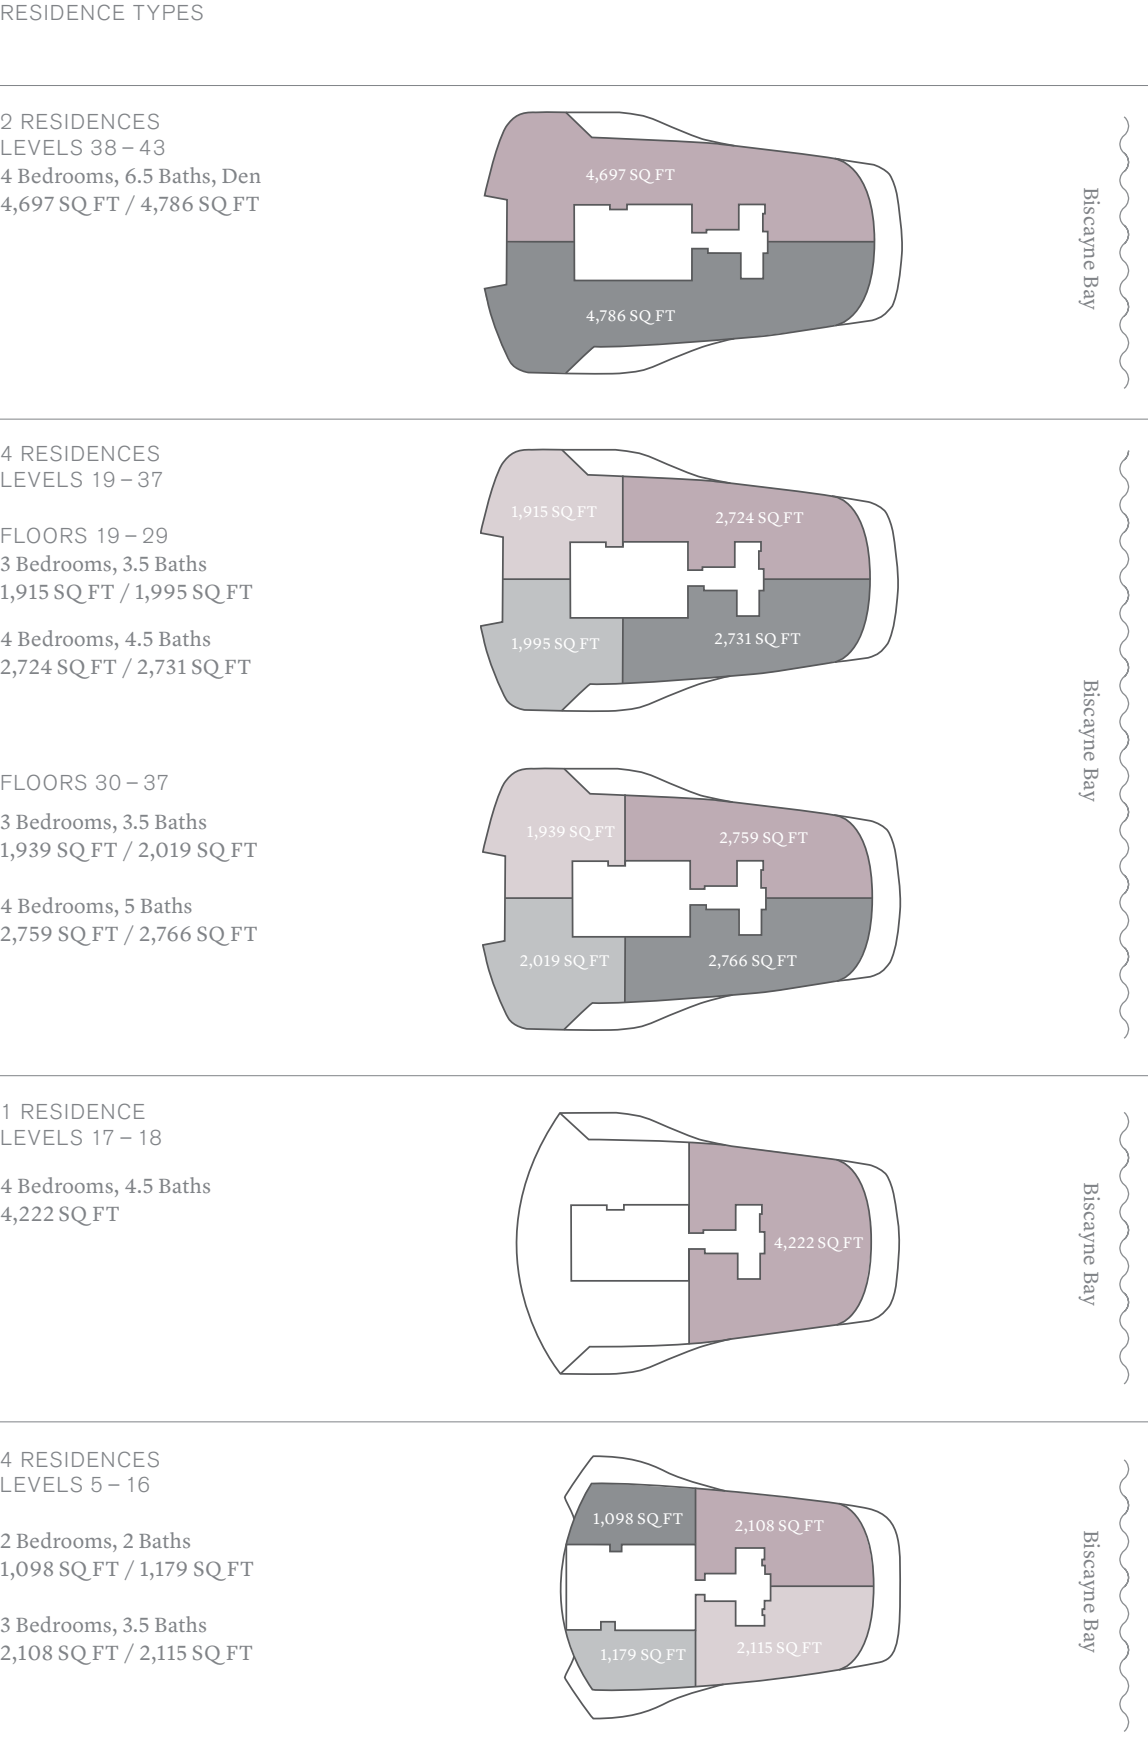 RESIDENCE TYPES
2 RESIDENCES
LEVELS 38 – 43
4 Bedrooms, 6.5 Baths, Den
4,697 SQ FT / 4,786 SQ FT
4,697 SQ FT
4,786 SQ FT
Biscayne Bay
4 RESIDENCES
LEVELS 19 – 37
FLOORS 19 – 29
3 Bedrooms, 3.5 Baths
1,915 SQ FT / 1,995 SQ FT
4 Bedrooms, 4.5 Baths
2,724 SQ FT / 2,731 SQ FT
1,915 SQ FT
2,724 SQ FT
1,995 SQ FT
2,731 SQ FT
Biscayne Bay
FLOORS 30 – 37
3 Bedrooms, 3.5 Baths
1,939 SQ FT / 2,019 SQ FT
4 Bedrooms, 5 Baths
2,759 SQ FT / 2,766 SQ FT
1,939 SQ FT
2,759 SQ FT
2,019 SQ FT
2,766 SQ FT
1 RESIDENCE
LEVELS 17 – 18
4 Bedrooms, 4.5 Baths
4,222 SQ FT
4,222 SQ FT
Biscayne Bay
4 RESIDENCES
LEVELS 5 – 16
2 Bedrooms, 2 Baths
1,098 SQ FT / 1,179 SQ FT
3 Bedrooms, 3.5 Baths
2,108 SQ FT / 2,115 SQ FT
1,098 SQ FT
2,108 SQ FT
1,179 SQ FT
2,115 SQ FT
Biscayne Bay